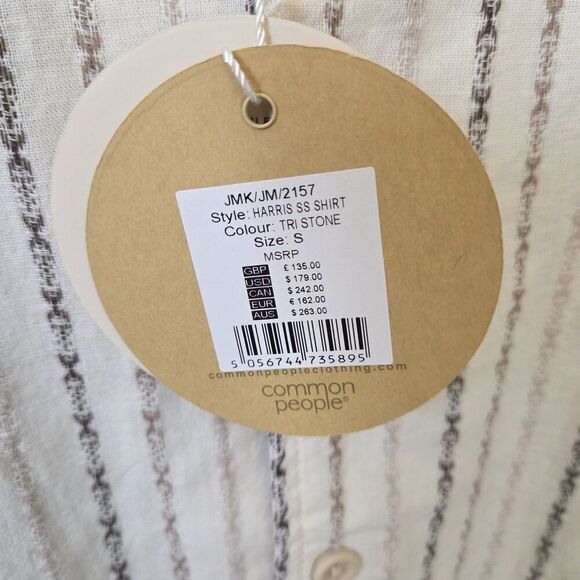 JMK/JM/2157
Style: HARRIS SS SHIRT
Colour: TRI STONE
Size: S
MSRP
GBP £ 135.00
USD $ 179.00
CAN $ 242.00
EUR € 162.00
AUS $ 263.00
5 056744 735895
commonpeopleclothing.com
common
people®